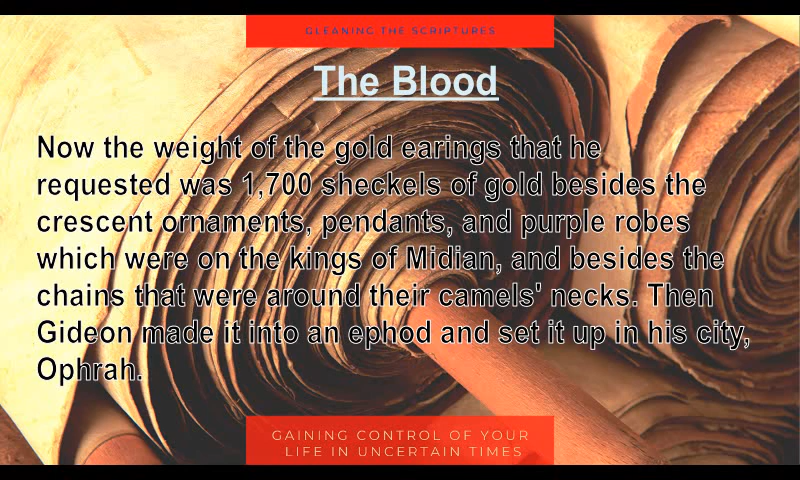 GLEANING THE SCRIPTURES
The Blood
Now the weight of the gold earings that he
requested was 1,700 sheckels of gold besides the
crescent ornaments, pendants, and purple robes
which were on the kings of Midian, and besides the
chains that were around their camels' necks. Then
Gideon made it into an ephod and set it up in his city,
Ophrah.
GAINING CONTROL OF YOUR
LIFE IN UNCERTAIN TIMES